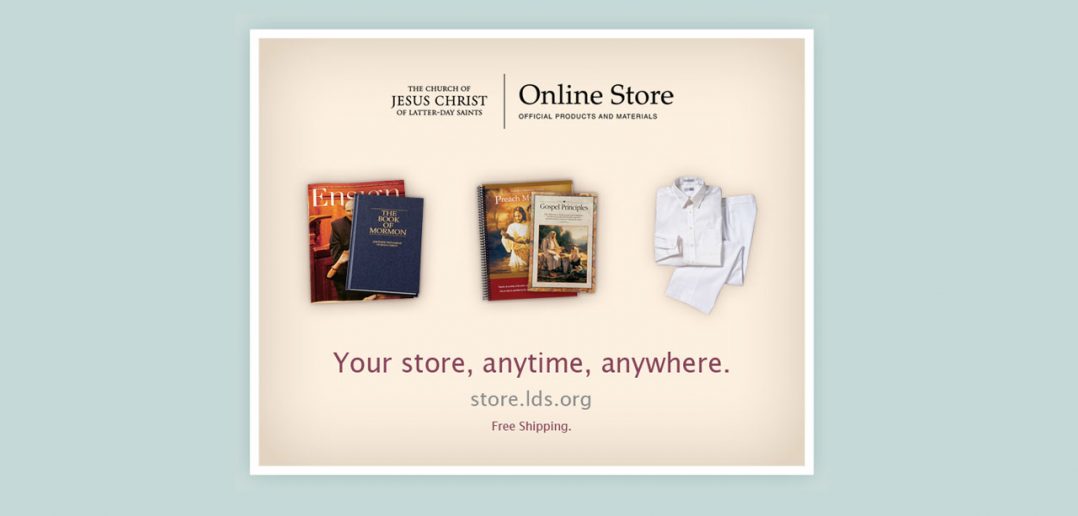 THE CHURCH OF
JESUS CHRIST
OF LATTER-DAY SAINTS
Online Store
OFFICIAL PRODUCTS AND MATERIALS
Ensign
THE
BOOK
OF
MORMON
Preach M
Gospel Principles
Your store, anytime, anywhere.
store.lds.org
Free Shipping.